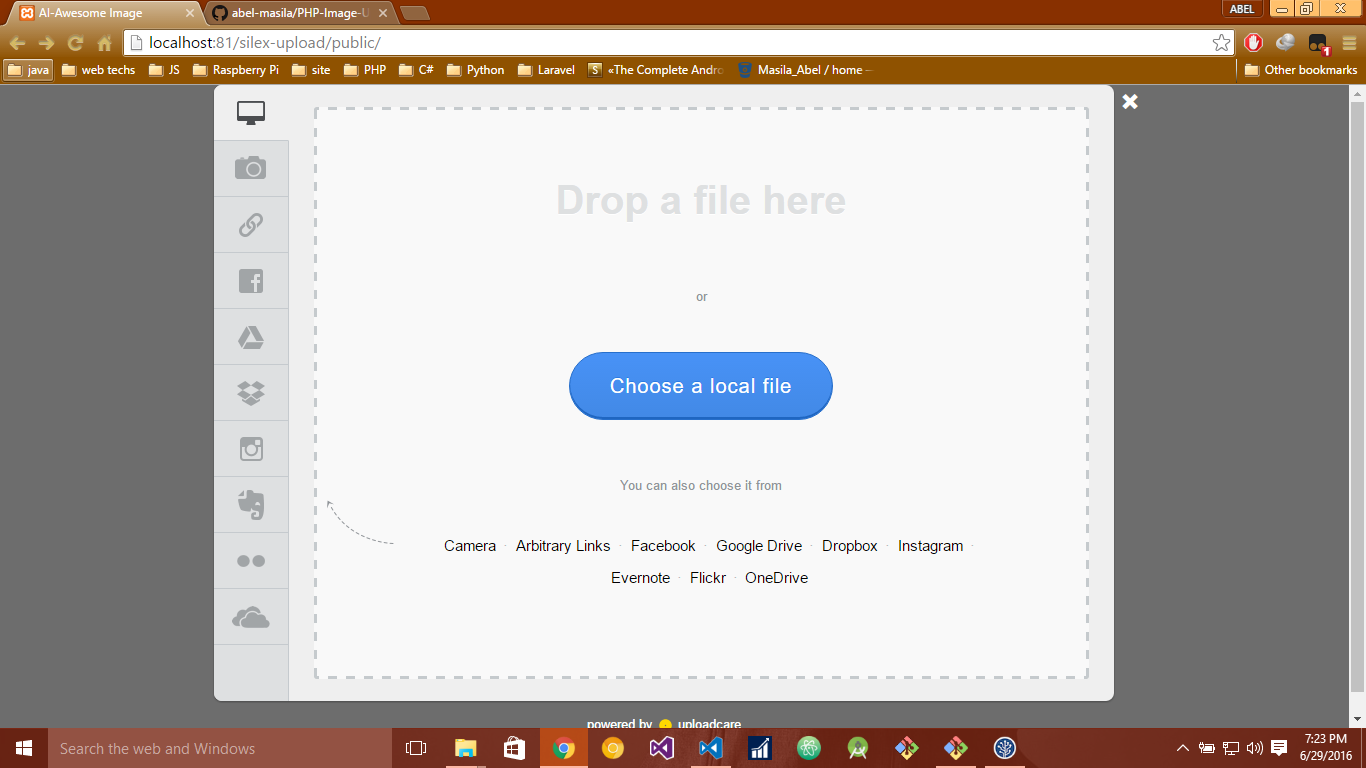 AI-Awesome Image
abel-masila/PHP-Image-U
ABEL
localhost:81/silex-upload/public/
java
web techs
JS
Raspberry Pi
site
PHP
C#
Python
Laravel
S
«The Complete Andro
Masila_Abel / home —
Other bookmarks
1
Drop a file here
or
Choose a local file
You can also choose it from
Camera · Arbitrary Links · Facebook · Google Drive · Dropbox · Instagram ·
Evernote · Flickr · OneDrive
powered by uploadcare
Search the web and Windows
7:23 PM
6/29/2016